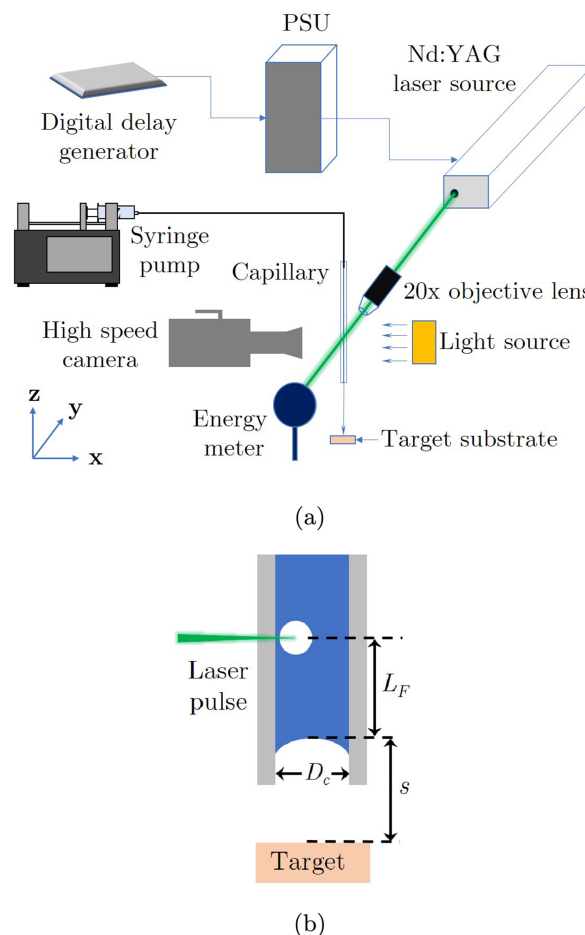 PSU
Nd:YAG
laser source
Digital delay
generator
Syringe
pump
Capillary
20x objective lens
High speed
camera
Light source
z
y
x
Energy
meter
Target substrate
(a)
Laser
pulse
L_F
D_c
s
Target
(b)